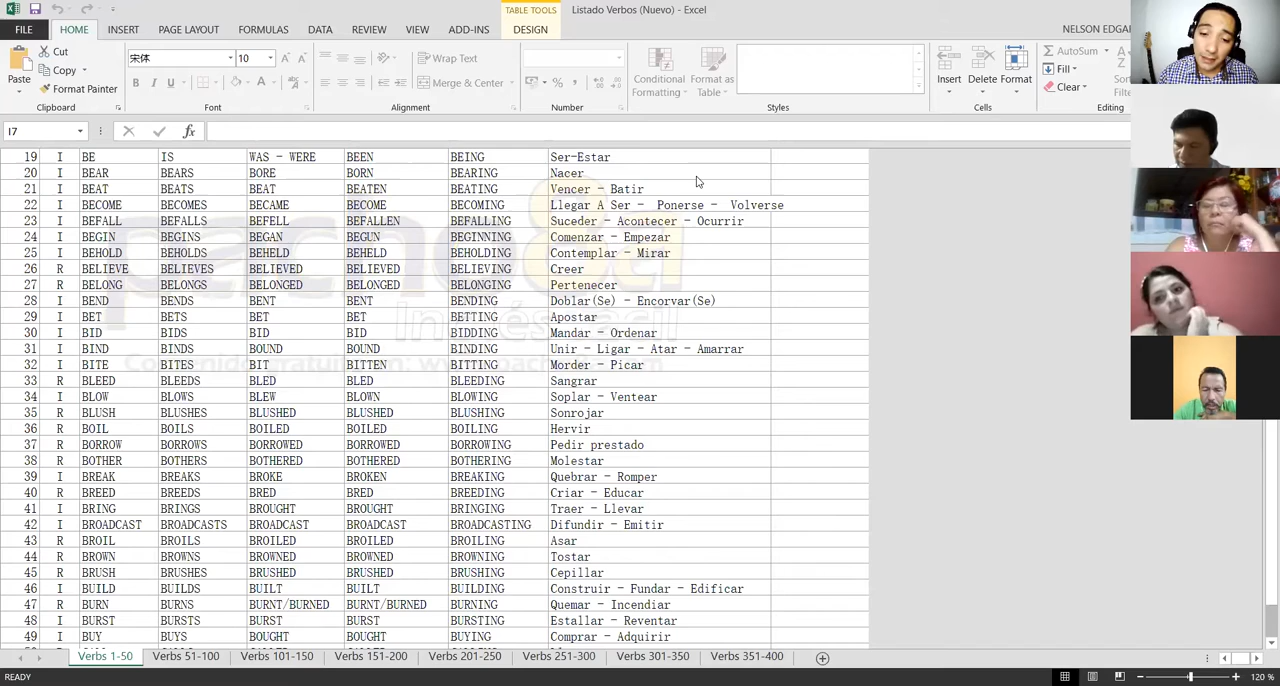 TABLE TOOLS
Listado Verbos (Nuevo) - Excel
FILE HOME INSERT PAGE LAYOUT FORMULAS DATA REVIEW VIEW ADD-INS DESIGN NELSON EDGAR
Paste Cut Copy Format Painter
宋体 10
Wrap Text
Merge & Center
Conditional Formatting Format as Table
Insert Delete Format
AutoSum
Fill
Clear
Clipboard Font Alignment Number Styles Cells Editing
I7
19 I BE IS WAS - WERE BEEN BEING Ser-Estar
20 I BEAR BEARS BORE BORN BEARING Nacer
21 I BEAT BEATS BEAT BEATEN BEATING Vencer - Batir
22 I BECOME BECOMES BECAME BECOME BECOMING Llegar A Ser - Ponerse - Volverse
23 I BEFALL BEFALLS BEFELL BEFALLEN BEFALLING Suceder - Acontecer - Ocurrir
24 I BEGIN BEGINS BEGAN BEGUN BEGINNING Comenzar - Empezar
25 I BEHOLD BEHOLDS BEHELD BEHELD BEHOLDING Contemplar - Mirar
26 R BELIEVE BELIEVES BELIEVED BELIEVED BELIEVING Creer
27 R BELONG BELONGS BELONGED BELONGED BELONGING Pertenecer
28 I BEND BENDS BENT BENT BENDING Doblar(Se) - Encorvar(Se)
29 I BET BETS BET BET BETTING Apostar
30 I BID BIDS BID BID BIDDING Mandar - Ordenar
31 I BIND BINDS BOUND BOUND BINDING Unir - Ligar - Atar - Amarrar
32 I BITE BITES BIT BITTEN BITTING Morder - Picar
33 R BLEED BLEEDS BLED BLED BLEEDING Sangrar
34 I BLOW BLOWS BLEW BLOWN BLOWING Soplar - Ventear
35 R BLUSH BLUSHES BLUSHED BLUSHED BLUSHING Sonrojar
36 R BOIL BOILS BOILED BOILED BOILING Hervir
37 R BORROW BORROWS BORROWED BORROWED BORROWING Pedir prestado
38 R BOTHER BOTHERS BOTHERED BOTHERED BOTHERING Molestar
39 I BREAK BREAKS BROKE BROKEN BREAKING Quebrar - Romper
40 R BREED BREEDS BRED BRED BREEDING Criar - Educar
41 I BRING BRINGS BROUGHT BROUGHT BRINGING Traer - Llevar
42 I BROADCAST BROADCASTS BROADCAST BROADCAST BROADCASTING Difundir - Emitir
43 R BROIL BROILS BROILED BROILED BROILING Asar
44 R BROWN BROWNS BROWNED BROWNED BROWNING Tostar
45 R BRUSH BRUSHES BRUSHED BRUSHED BRUSHING Cepillar
46 I BUILD BUILDS BUILT BUILT BUILDING Construir - Fundar - Edificar
47 R BURN BURNS BURNT/BURNED BURNT/BURNED BURNING Quemar - Incendiar
48 I BURST BURSTS BURST BURST BURSTING Estallar - Reventar
49 I BUY BUYS BOUGHT BOUGHT BUYING Comprar - Adquirir
Verbs 1-50 Verbs 51-100 Verbs 101-150 Verbs 151-200 Verbs 201-250 Verbs 251-300 Verbs 301-350 Verbs 351-400
READY 120 %